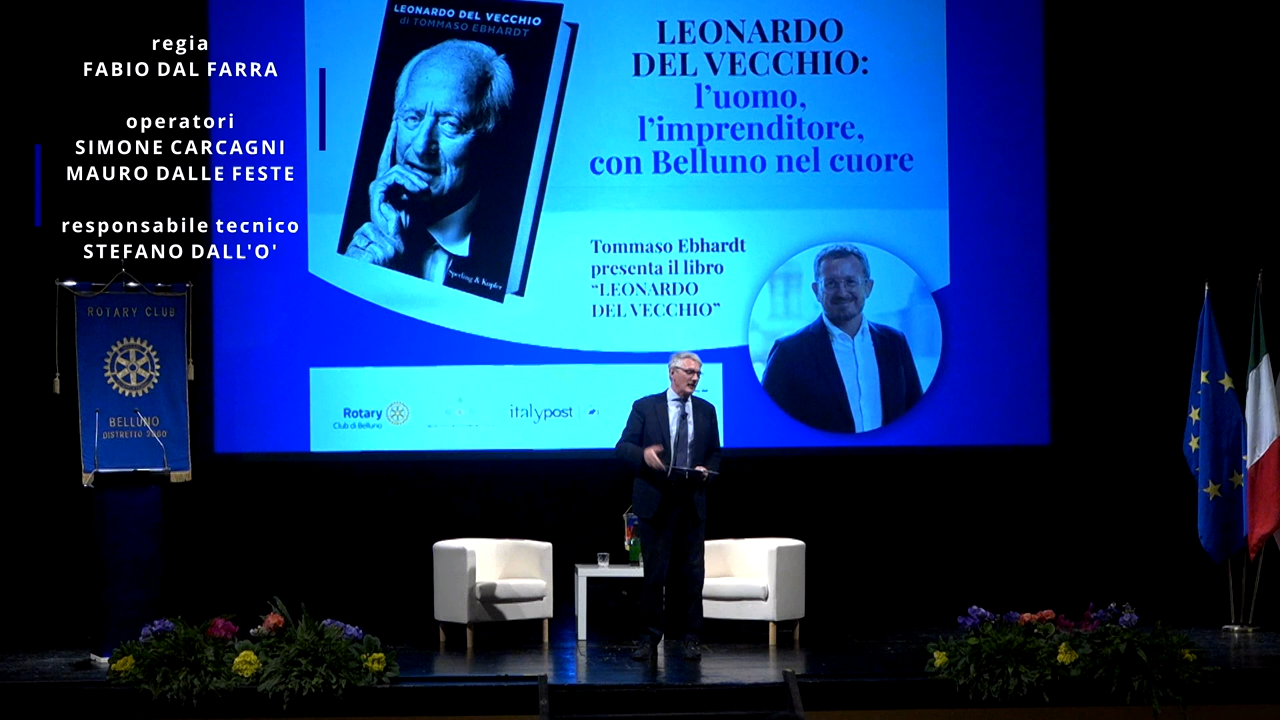 regia
FABIO DAL FARRA
operatori
SIMONE CARCAGNI
MAURO DALLE FESTE
responsabile tecnico
STEFANO DALL'O'
ROTARY CLUB
BELLUNO
DISTRETTO 2060
LEONARDO DEL VECCHIO
di TOMMASO EBHARDT
Sperling & Kupfer
LEONARDO
DEL VECCHIO:
l'uomo,
l'imprenditore,
con Belluno nel cuore
Tommaso Ebhardt
presenta il libro
“LEONARDO
DEL VECCHIO”
Rotary
Club di Belluno
italypost